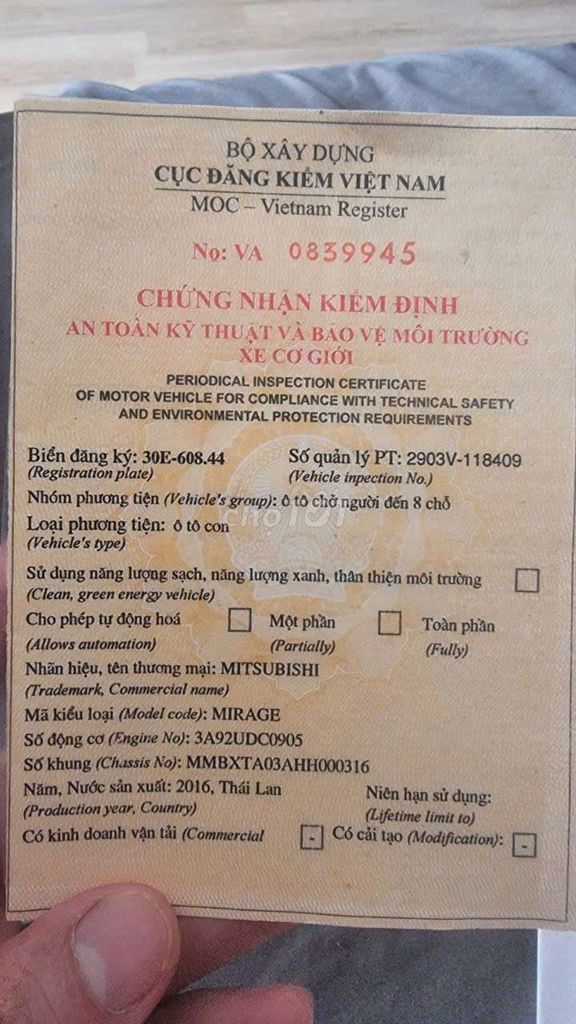 BỘ XÂY DỰNG
CỤC ĐĂNG KIỂM VIỆT NAM
MOC – Vietnam Register
No: VA 0839945
CHỨNG NHẬN KIỂM ĐỊNH
AN TOÀN KỸ THUẬT VÀ BẢO VỆ MÔI TRƯỜNG
XE CƠ GIỚI
PERIODICAL INSPECTION CERTIFICATE
OF MOTOR VEHICLE FOR COMPLIANCE WITH TECHNICAL SAFETY
AND ENVIRONMENTAL PROTECTION REQUIREMENTS
Biển đăng ký: 30E-608.44 Số quản lý PT: 2903V-118409
(Registration plate) (Vehicle inpection No.)
Nhóm phương tiện (Vehicle's group): ô tô chở người đến 8 chỗ
choTOT
Loại phương tiện: ô tô con
(Vehicle's type)
Sử dụng năng lượng sạch, năng lượng xanh, thân thiện môi trường
(Clean, green energy vehicle)
Cho phép tự động hoá Một phần Toàn phần
(Allows automation) (Partially) (Fully)
Nhãn hiệu, tên thương mại: MITSUBISHI
(Trademark, Commercial name)
Mã kiểu loại (Model code): MIRAGE
Số động cơ (Engine No): 3A92UDC0905
Số khung (Chassis No): MMBXTA03AHH000316
Năm, Nước sản xuất: 2016, Thái Lan Niên hạn sử dụng:
(Production year, Country) (Lifetime limit to)
Có kinh doanh vận tải (Commercial - Có cải tạo (Modification): -